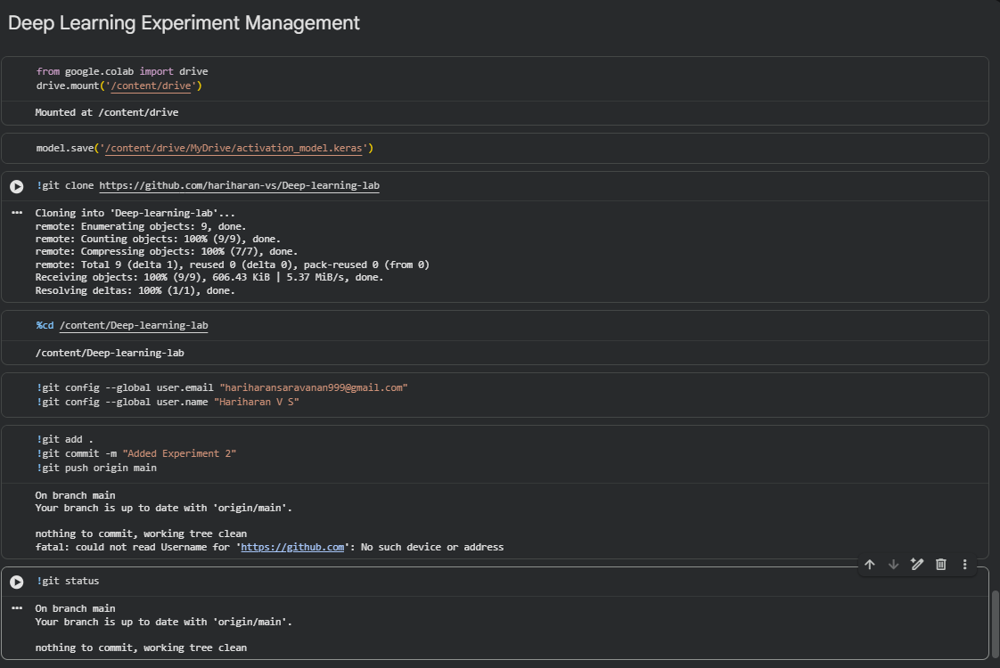 Deep Learning Experiment Management
from google.colab import drive
drive.mount('/content/drive')
Mounted at /content/drive
model.save('/content/drive/MyDrive/activation_model.keras')
!git clone https://github.com/hariharan-vs/Deep-learning-lab
Cloning into 'Deep-learning-lab'...
remote: Enumerating objects: 9, done.
remote: Counting objects: 100% (9/9), done.
remote: Compressing objects: 100% (7/7), done.
remote: Total 9 (delta 1), reused 0 (delta 0), pack-reused 0 (from 0)
Receiving objects: 100% (9/9), 606.43 KiB | 5.37 MiB/s, done.
Resolving deltas: 100% (1/1), done.
%cd /content/Deep-learning-lab
/content/Deep-learning-lab
!git config --global user.email "hariharansaravanan999@gmail.com"
!git config --global user.name "Hariharan V S"
!git add .
!git commit -m "Added Experiment 2"
!git push origin main
On branch main
Your branch is up to date with 'origin/main'.
nothing to commit, working tree clean
fatal: could not read Username for 'https://github.com': No such device or address
!git status
On branch main
Your branch is up to date with 'origin/main'.
nothing to commit, working tree clean